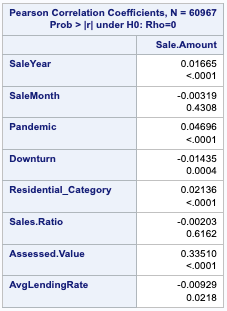 Pearson Correlation Coefficients, N = 60967
Prob > |r| under H0: Rho=0
Sale.Amount
SaleYear 0.01665
<.0001
SaleMonth -0.00319
0.4308
Pandemic 0.04696
<.0001
Downturn -0.01435
0.0004
Residential_Category 0.02136
<.0001
Sales.Ratio -0.00203
0.6162
Assessed.Value 0.33510
<.0001
AvgLendingRate -0.00929
0.0218